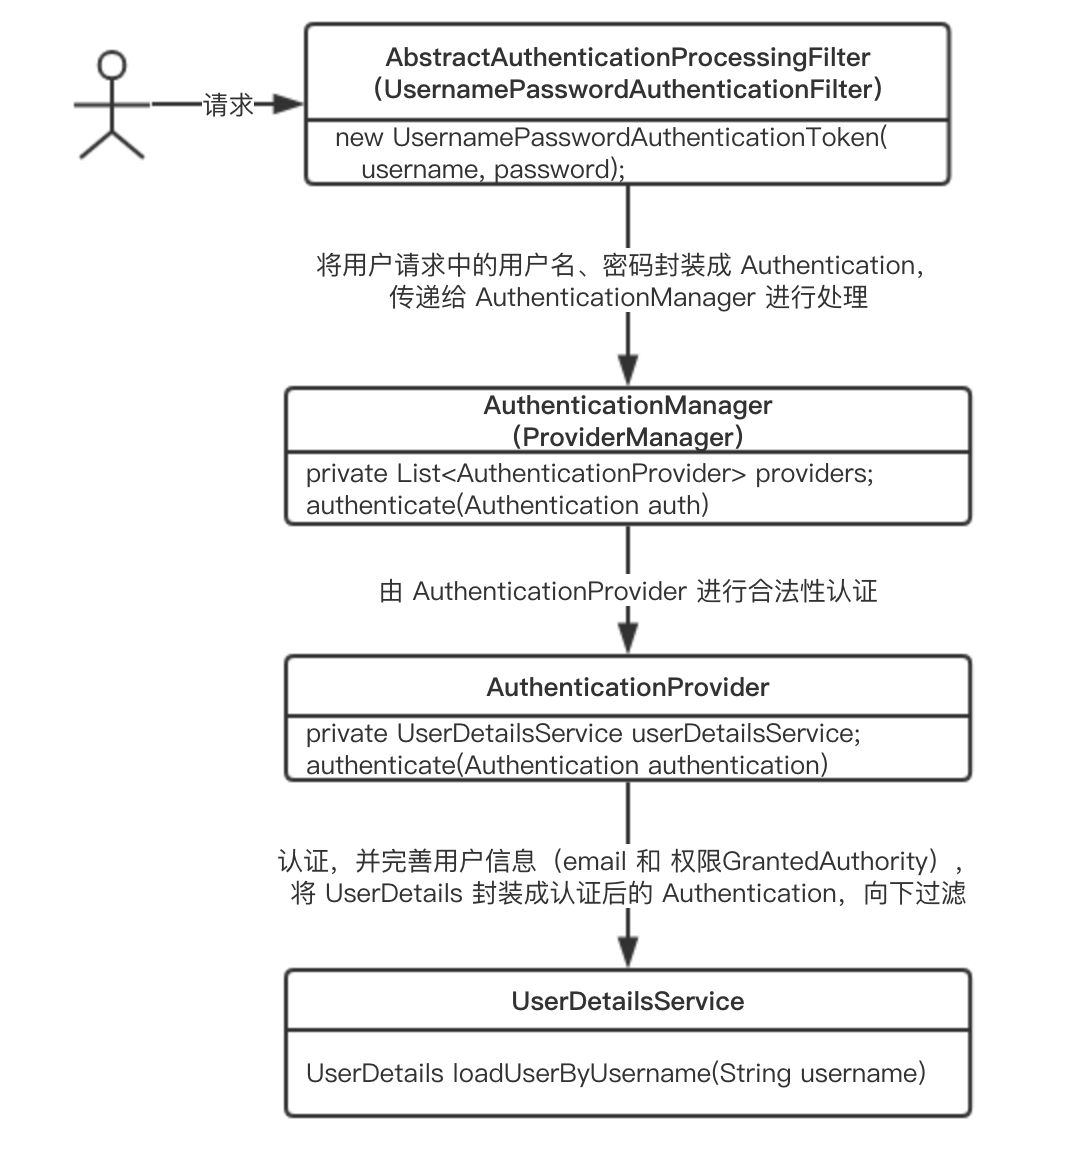 请求
AbstractAuthenticationProcessingFilter
（UsernamePasswordAuthenticationFilter）
new UsernamePasswordAuthenticationToken(
username, password);
将用户请求中的用户名、密码封装成 Authentication，
传递给 AuthenticationManager 进行处理
AuthenticationManager
（ProviderManager）
private List<AuthenticationProvider> providers;
authenticate(Authentication auth)
由 AuthenticationProvider 进行合法性认证
AuthenticationProvider
private UserDetailsService userDetailsService;
authenticate(Authentication authentication)
认证，并完善用户信息（email 和 权限GrantedAuthority），
将 UserDetails 封装成认证后的 Authentication，向下过滤
UserDetailsService
UserDetails loadUserByUsername(String username)